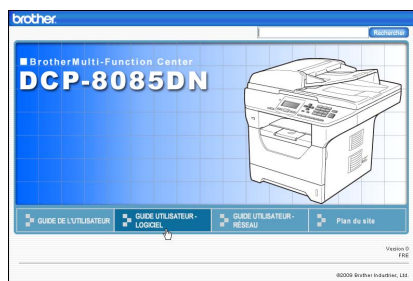 brother
Rechercher
BrotherMulti-Function Center
DCP-8085DN
GUIDE DE L'UTILISATEUR
GUIDE UTILISATEUR -
LOGICIEL
GUIDE UTILISATEUR -
RÉSEAU
Plan du site
Version 0
FRE
©2009 Brother Industries, Ltd.